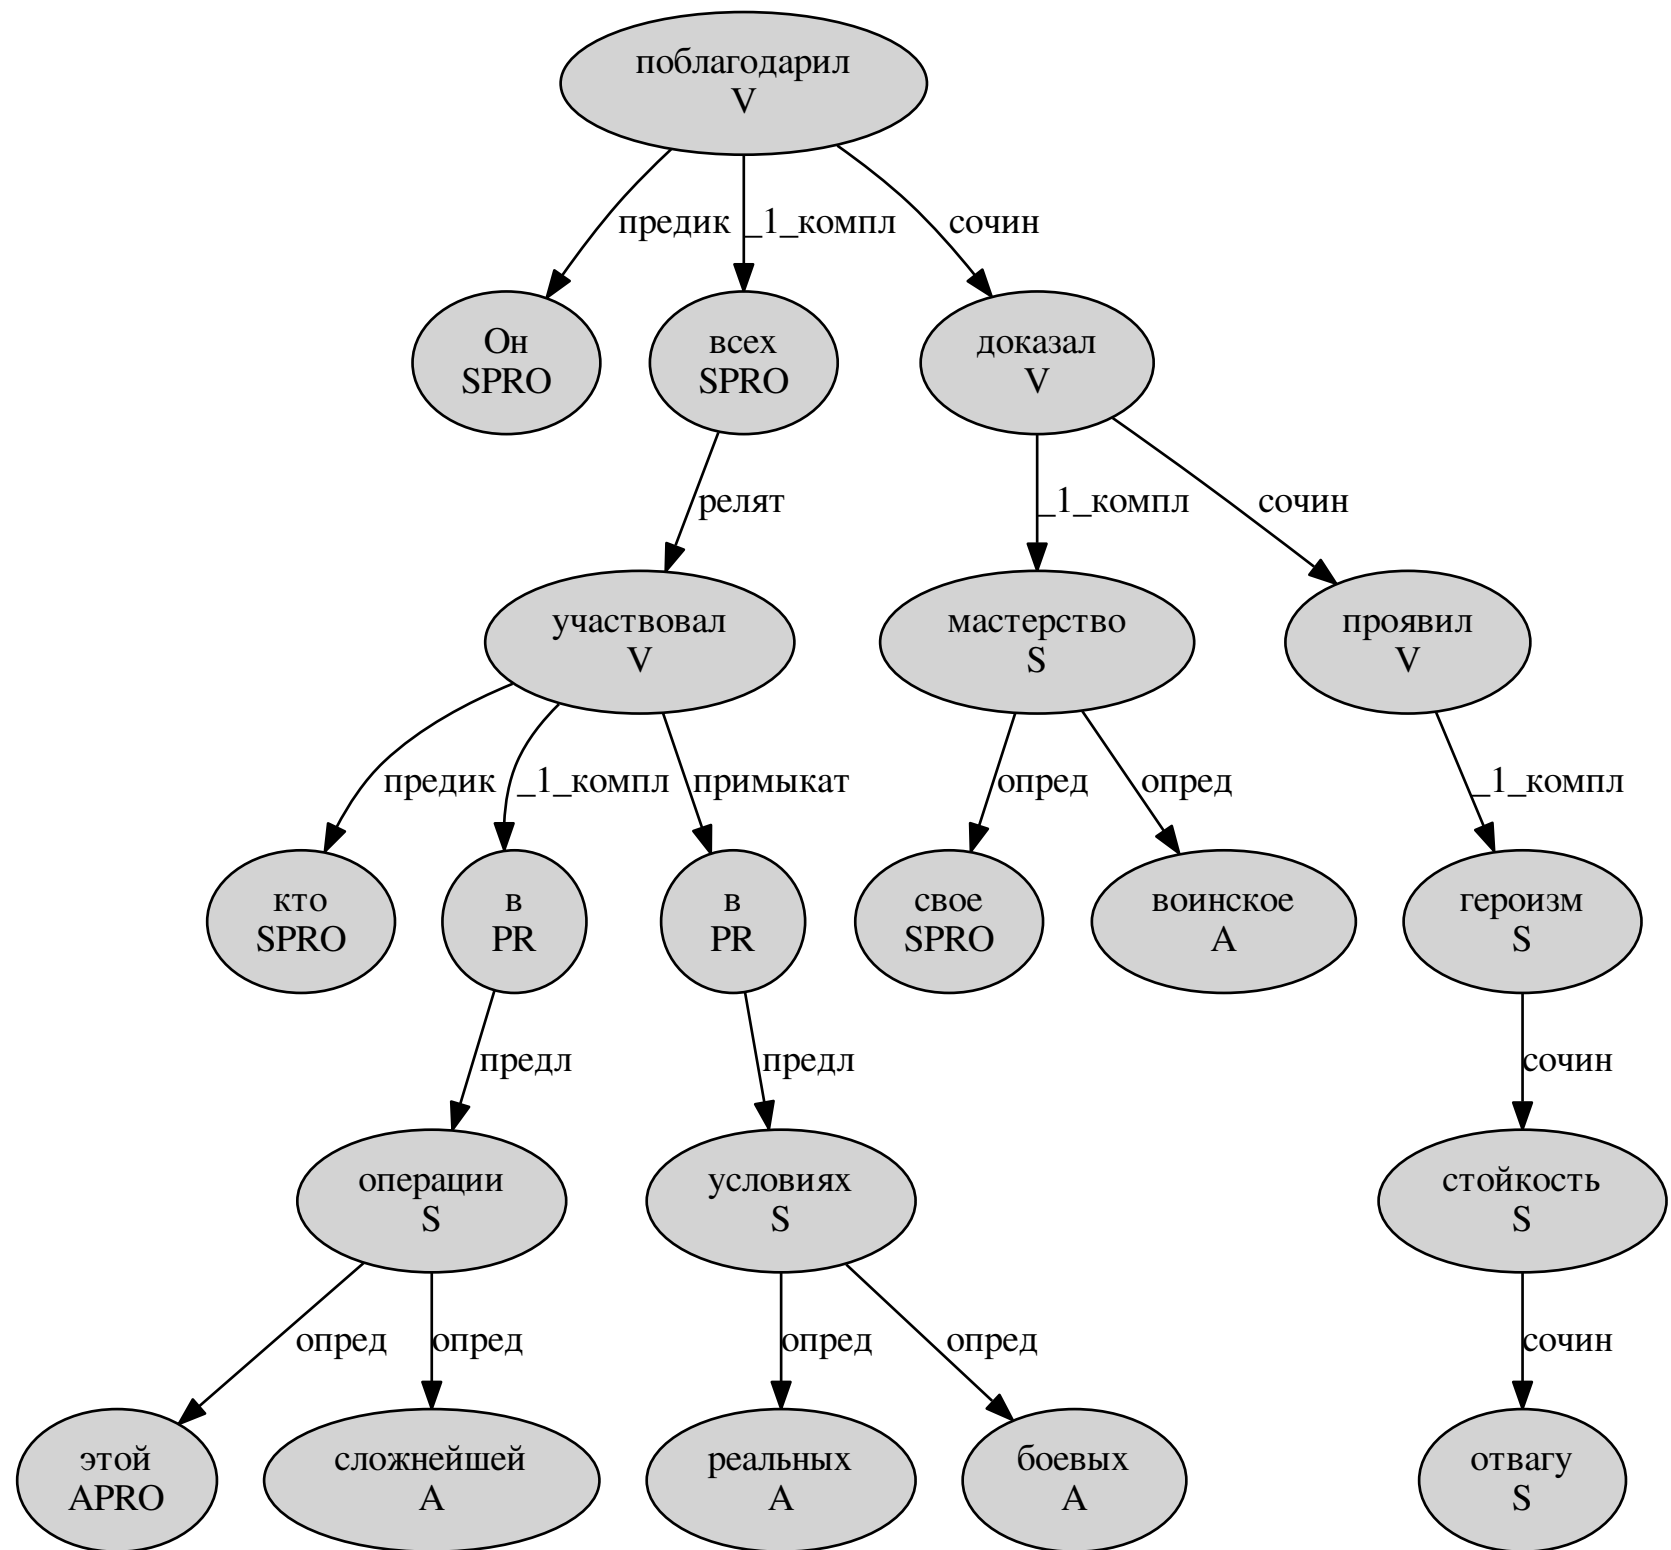 поблагодарил
V
предик
_1_компл
сочин
Он
SPRO
всех
SPRO
доказал
V
релят
_1_компл
сочин
участвовал
V
мастерство
S
проявил
V
предик
_1_компл
примыкат
опред
опред
_1_компл
кто
SPRO
в
PR
в
PR
свое
SPRO
воинское
A
героизм
S
предл
предл
сочин
операции
S
условиях
S
стойкость
S
опред
опред
опред
опред
сочин
этой
APRO
сложнейшей
A
реальных
A
боевых
A
отвагу
S